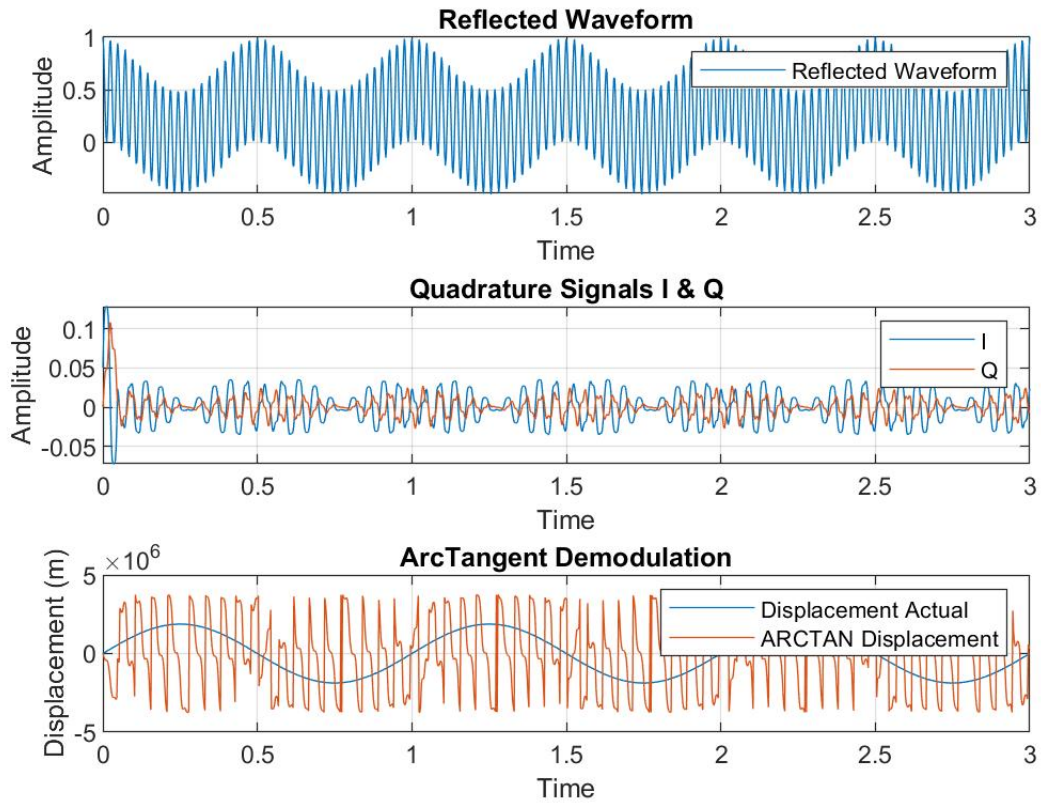 Reflected Waveform
1
0.5
0
Amplitude
Reflected Waveform
0 0.5 1 1.5 2 2.5 3
Time
Quadrature Signals I & Q
0.1
0.05
0
-0.05
Amplitude
I
Q
0 0.5 1 1.5 2 2.5 3
Time
ArcTangent Demodulation
×10⁶
5
0
-5
Displacement (m)
Displacement Actual
ARCTAN Displacement
0 0.5 1 1.5 2 2.5 3
Time